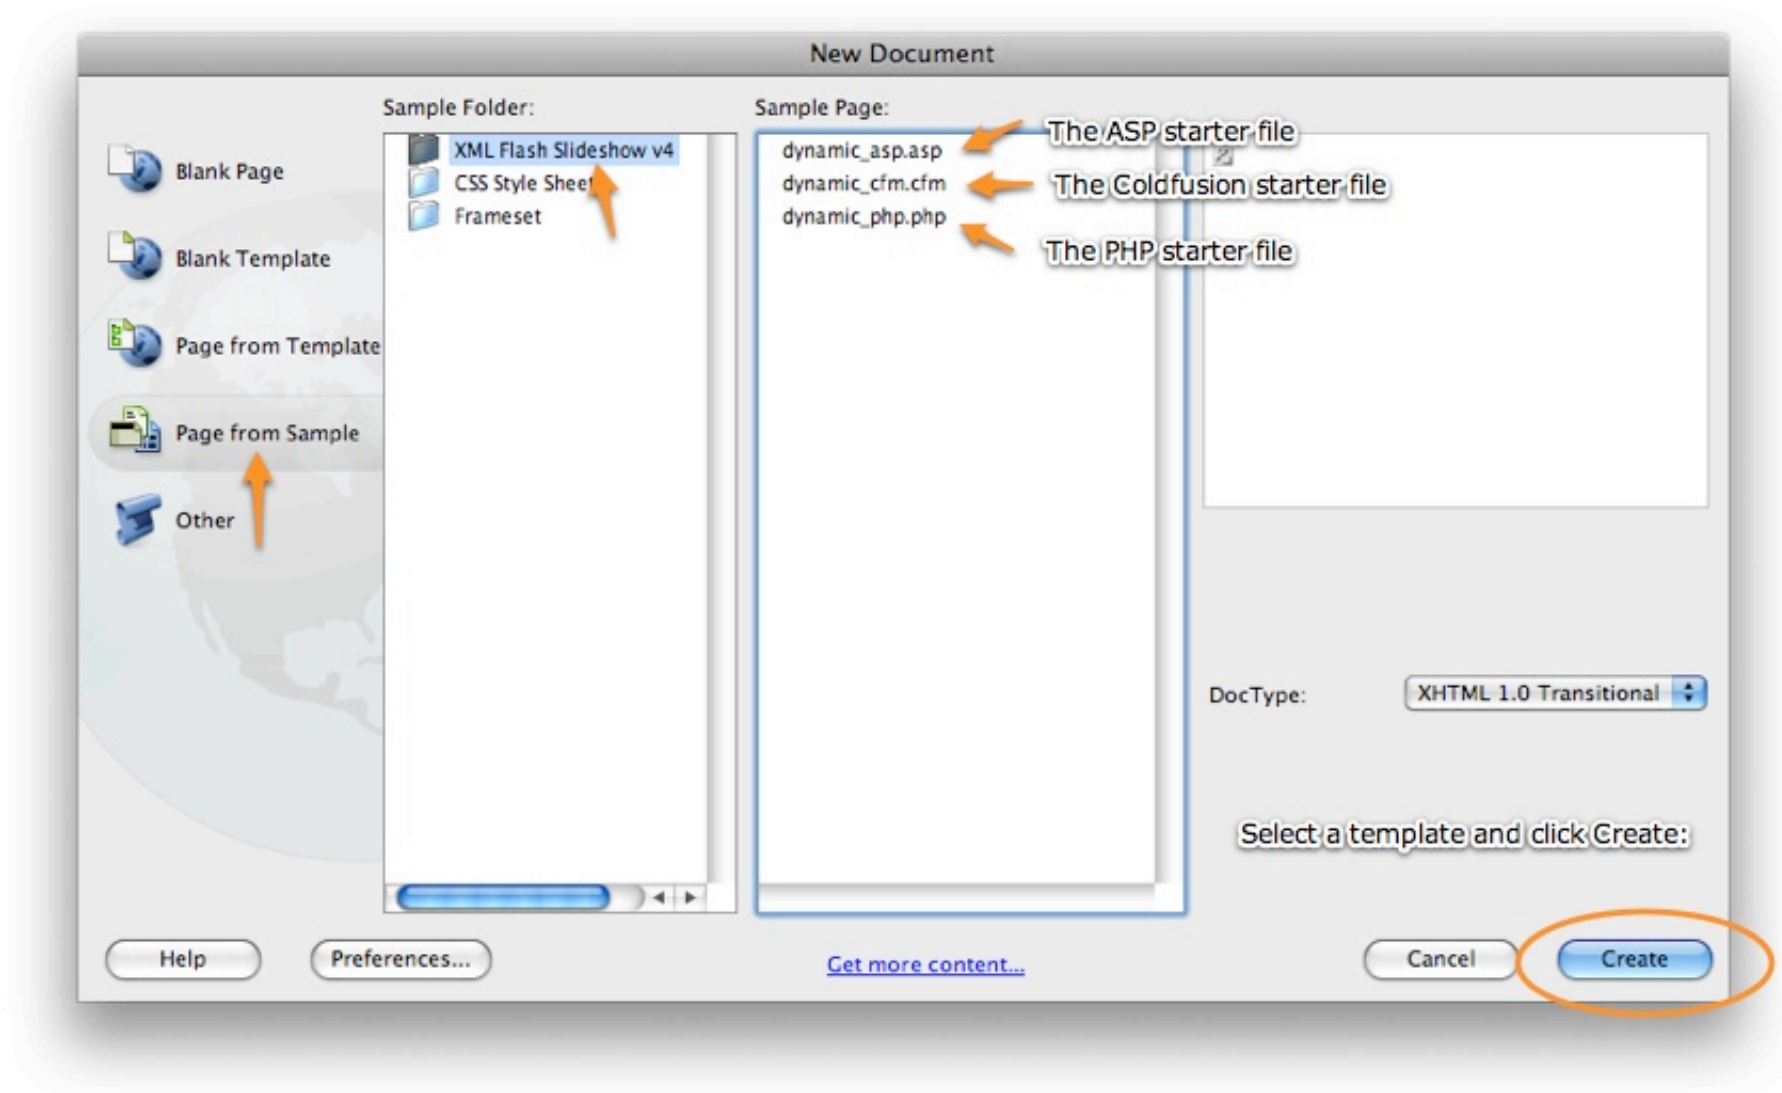 New Document
Sample Folder:
Sample Page:
Blank Page
Blank Template
Page from Template
Page from Sample
Other
XML Flash Slideshow v4
CSS Style Sheet
Frameset
dynamic_asp.asp
dynamic_cfm.cfm
dynamic_php.php
The ASP starter file
The Coldfusion starter file
The PHP starter file
DocType:
XHTML 1.0 Transitional
Select a template and click Create:
Help
Preferences...
Get more content...
Cancel
Create